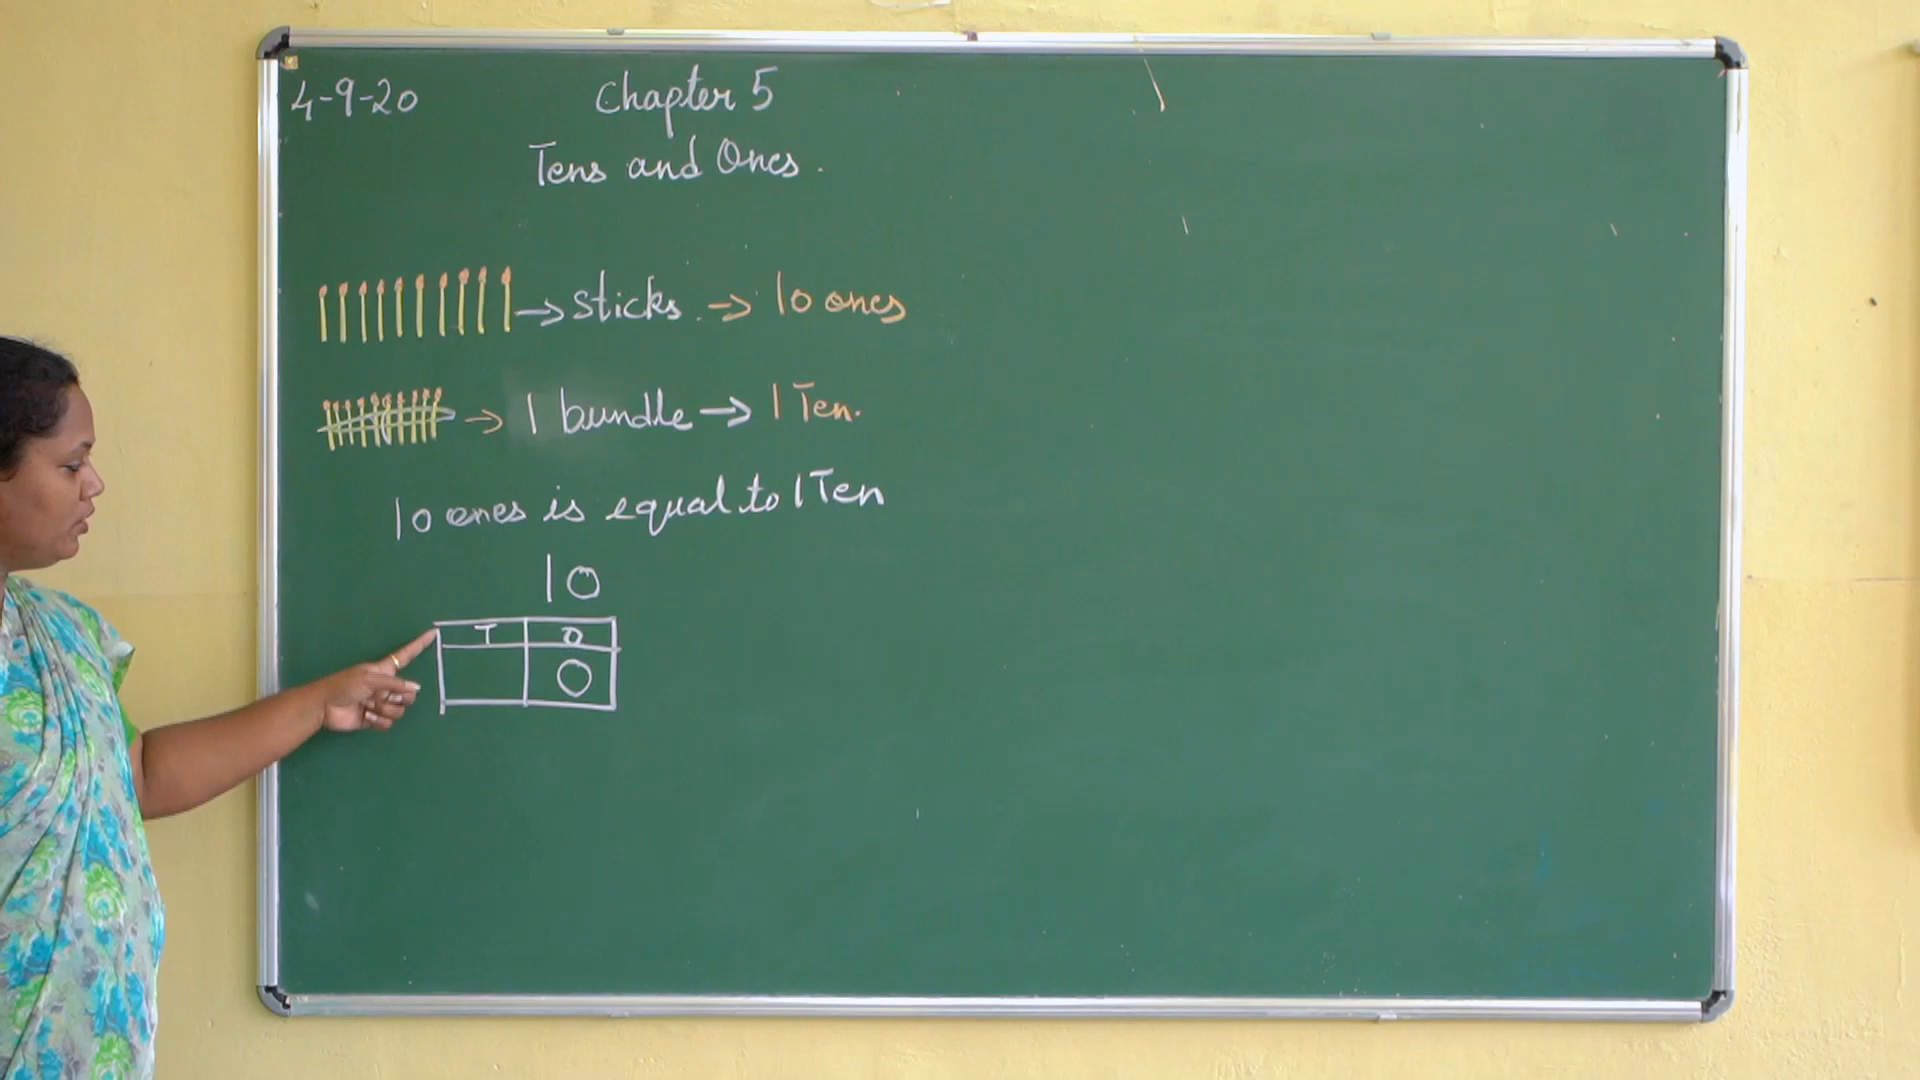 4-9-20
Chapter 5
Tens and Ones.
→ sticks. → 10 ones
→ 1 bundle → 1 Ten.
10 ones is equal to 1 Ten
10
T O
0